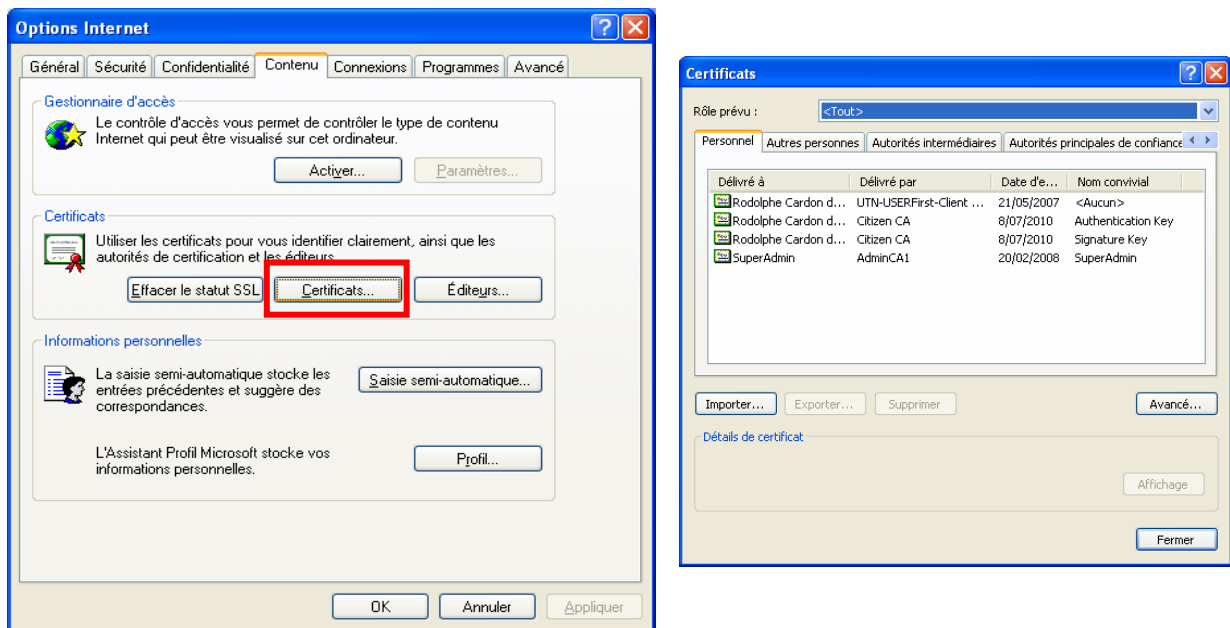 Options Internet
Général Sécurité Confidentialité Contenu Connexions Programmes Avancé
Gestionnaire d'accès
Le contrôle d'accès vous permet de contrôler le type de contenu
Internet qui peut être visualisé sur cet ordinateur.
Activer... Paramètres...
Certificats
Utiliser les certificats pour vous identifier clairement, ainsi que les
autorités de certification et les éditeurs.
Effacer le statut SSL Certificats... Éditeurs...
Informations personnelles
La saisie semi-automatique stocke les
entrées précédentes et suggère des
correspondances.
Saisie semi-automatique...
L'Assistant Profil Microsoft stocke vos
informations personnelles.
Profil...
OK Annuler Appliquer
Certificats
Rôle prévu : <Tout>
Personnel Autres personnes Autorités intermédiaires Autorités principales de confiance
Délivré à Délivré par Date d'e... Nom convivial
Rodolphe Cardon d... UTN-USERFirst-Client ... 21/05/2007 <Aucun>
Rodolphe Cardon d... Citizen CA 8/07/2010 Authentication Key
Rodolphe Cardon d... Citizen CA 8/07/2010 Signature Key
SuperAdmin AdminCA1 20/02/2008 SuperAdmin
Importer... Exporter... Supprimer Avancé...
Détails de certificat
Affichage
Fermer